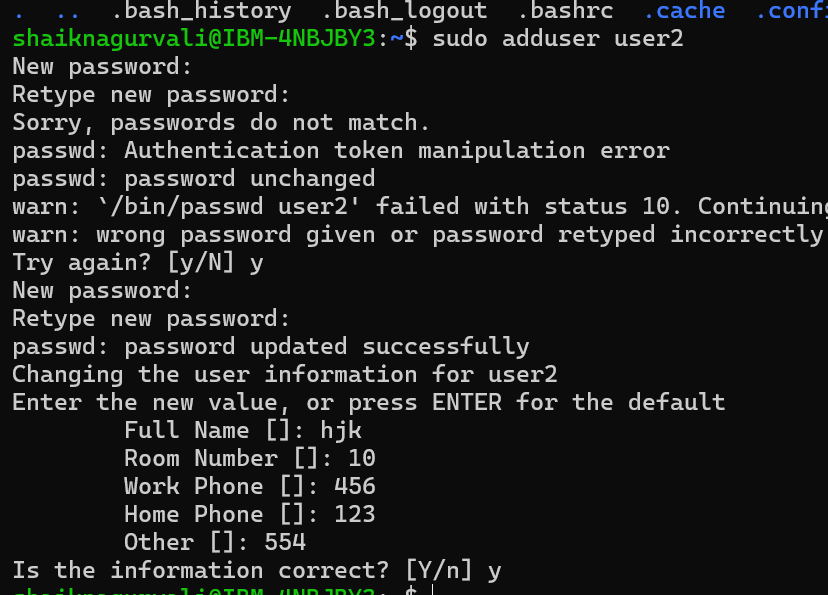 .  ..  .bash_history  .bash_logout  .bashrc  .cache  .conf
shaiknagurvali@IBM-4NBJBY3:~$ sudo adduser user2
New password:
Retype new password:
Sorry, passwords do not match.
passwd: Authentication token manipulation error
passwd: password unchanged
warn: `/bin/passwd user2' failed with status 10. Continuing
warn: wrong password given or password retyped incorrectly
Try again? [y/N] y
New password:
Retype new password:
passwd: password updated successfully
Changing the user information for user2
Enter the new value, or press ENTER for the default
        Full Name []: hjk
        Room Number []: 10
        Work Phone []: 456
        Home Phone []: 123
        Other []: 554
Is the information correct? [Y/n] y
shaiknagurvali@IBM-4NBJBY3:~$